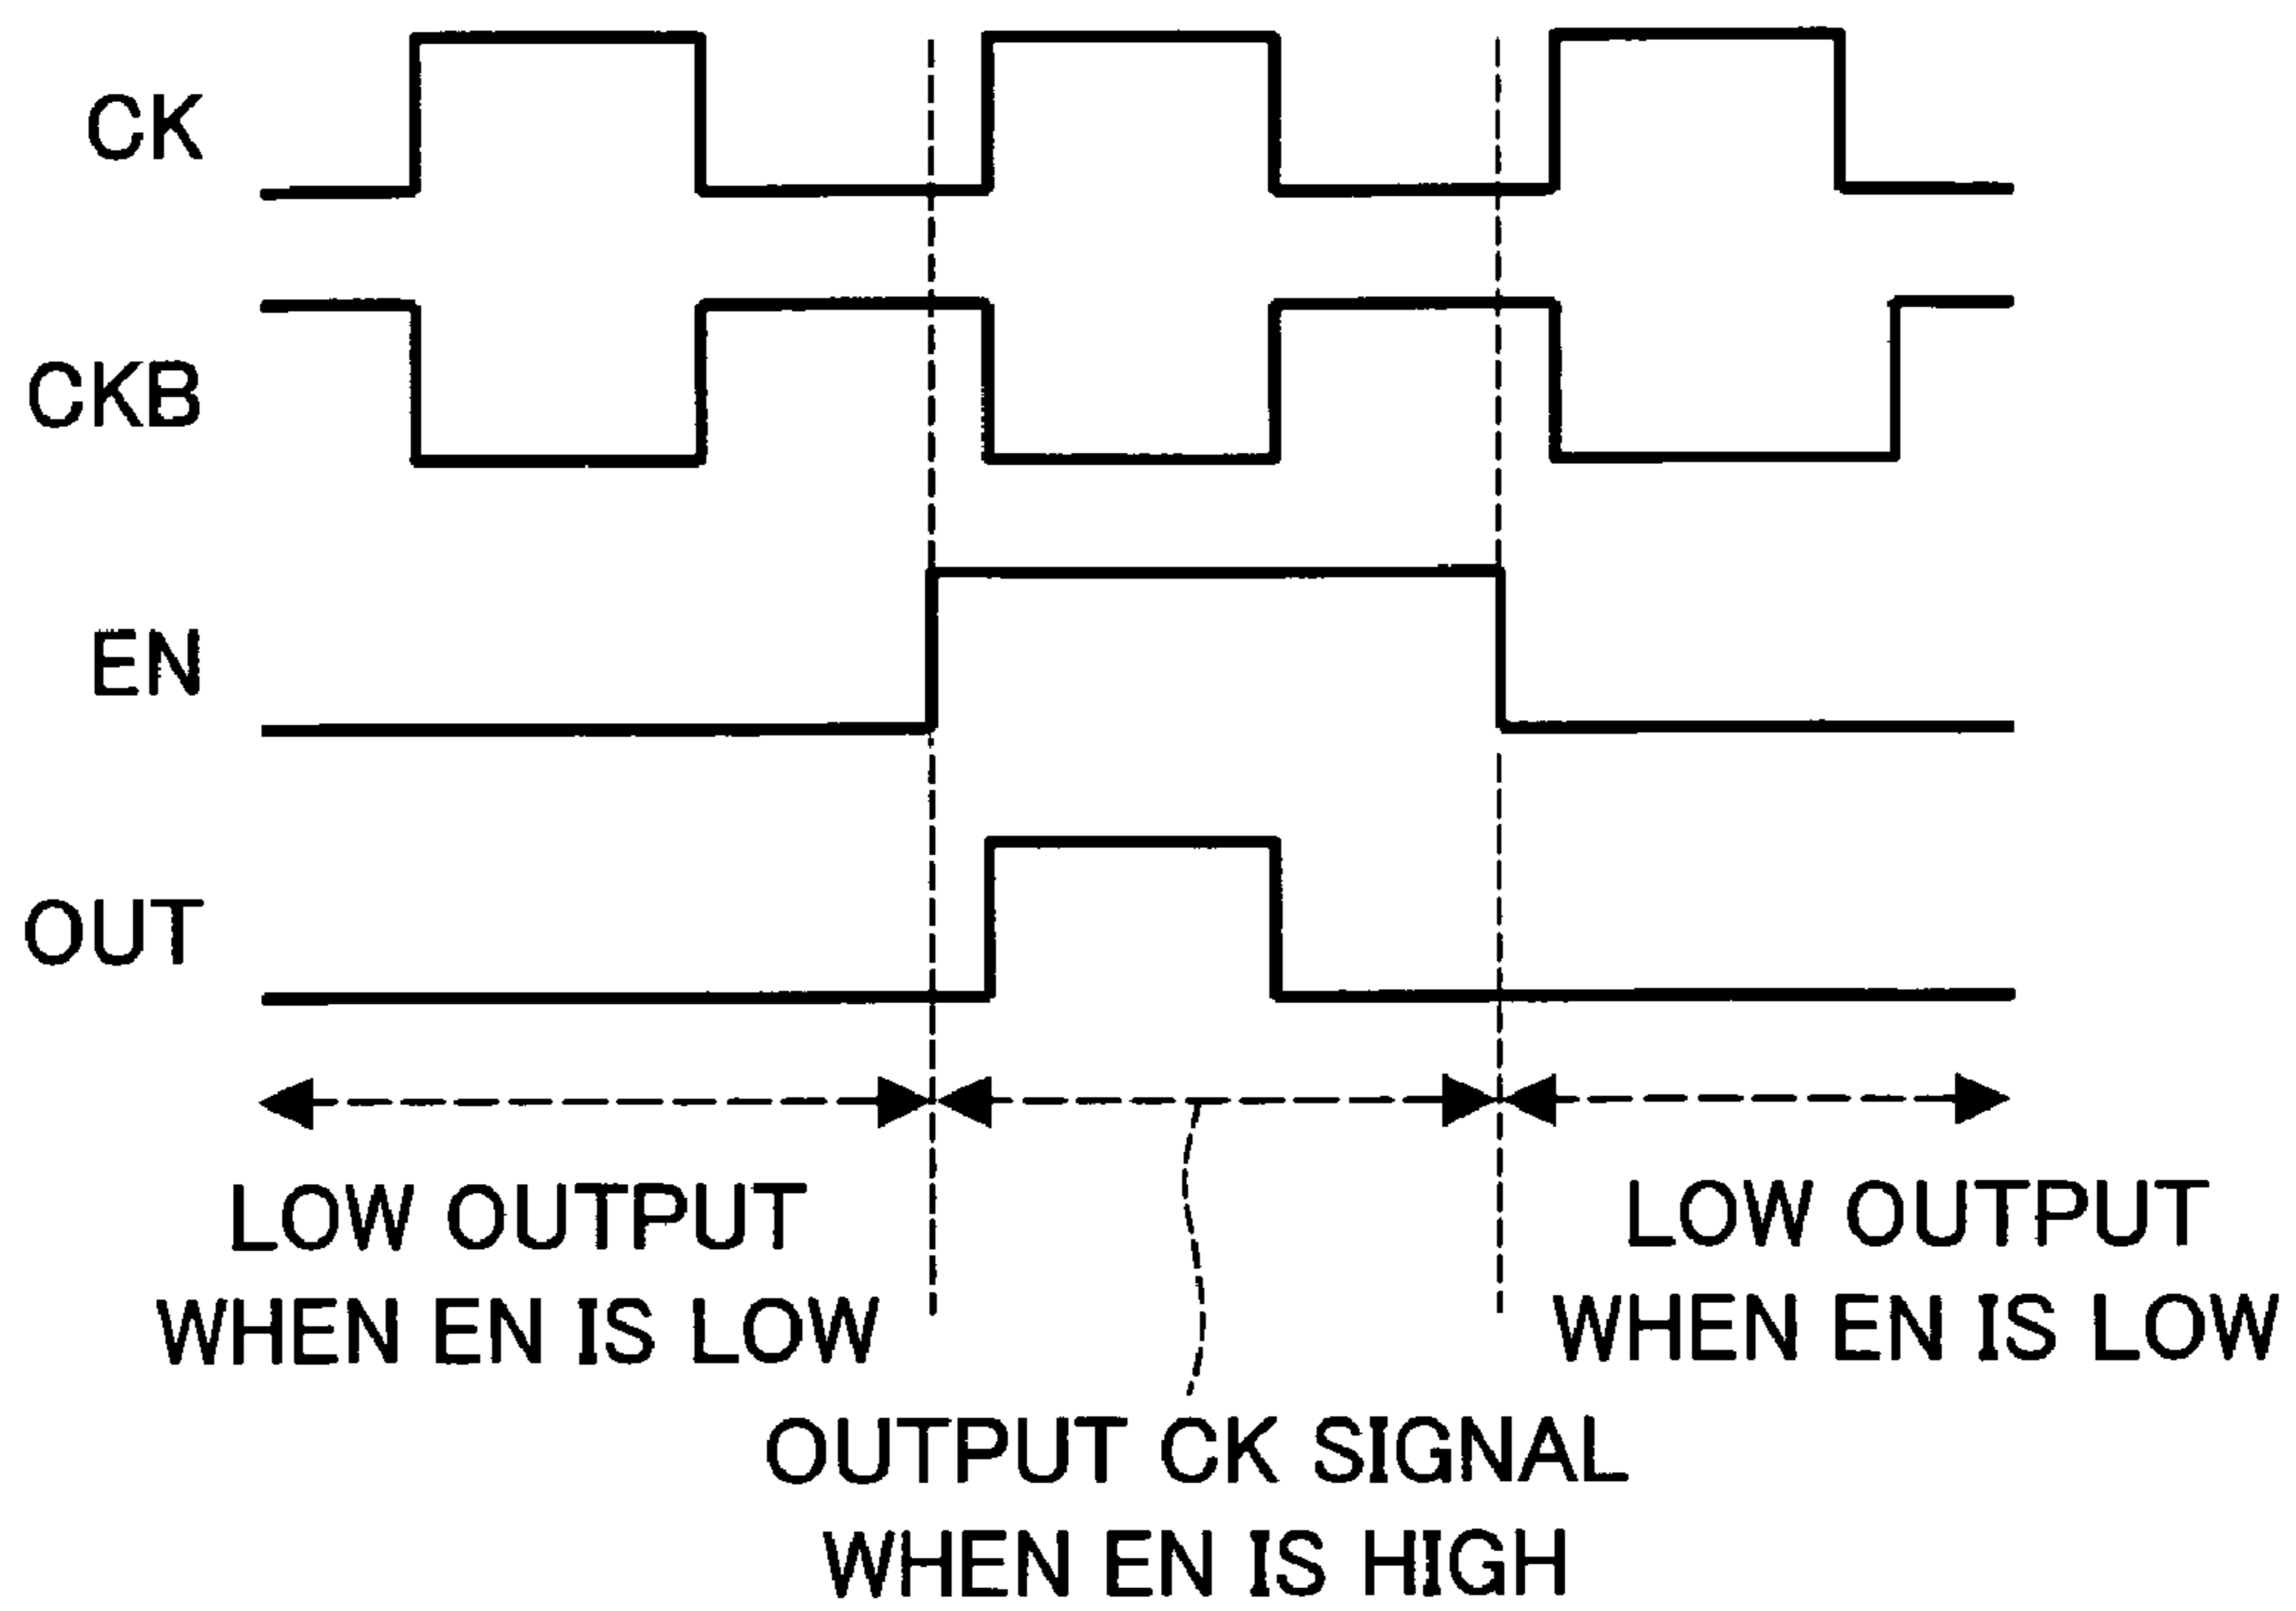 CK
CKB
EN
OUT
LOW OUTPUT
WHEN EN IS LOW
OUTPUT CK SIGNAL
WHEN EN IS HIGH
LOW OUTPUT
WHEN EN IS LOW